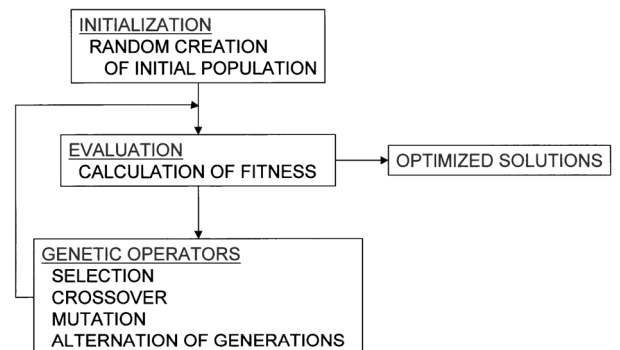 INITIALIZATION
RANDOM CREATION
OF INITIAL POPULATION
EVALUATION
CALCULATION OF FITNESS
OPTIMIZED SOLUTIONS
GENETIC OPERATORS
SELECTION
CROSSOVER
MUTATION
ALTERNATION OF GENERATIONS